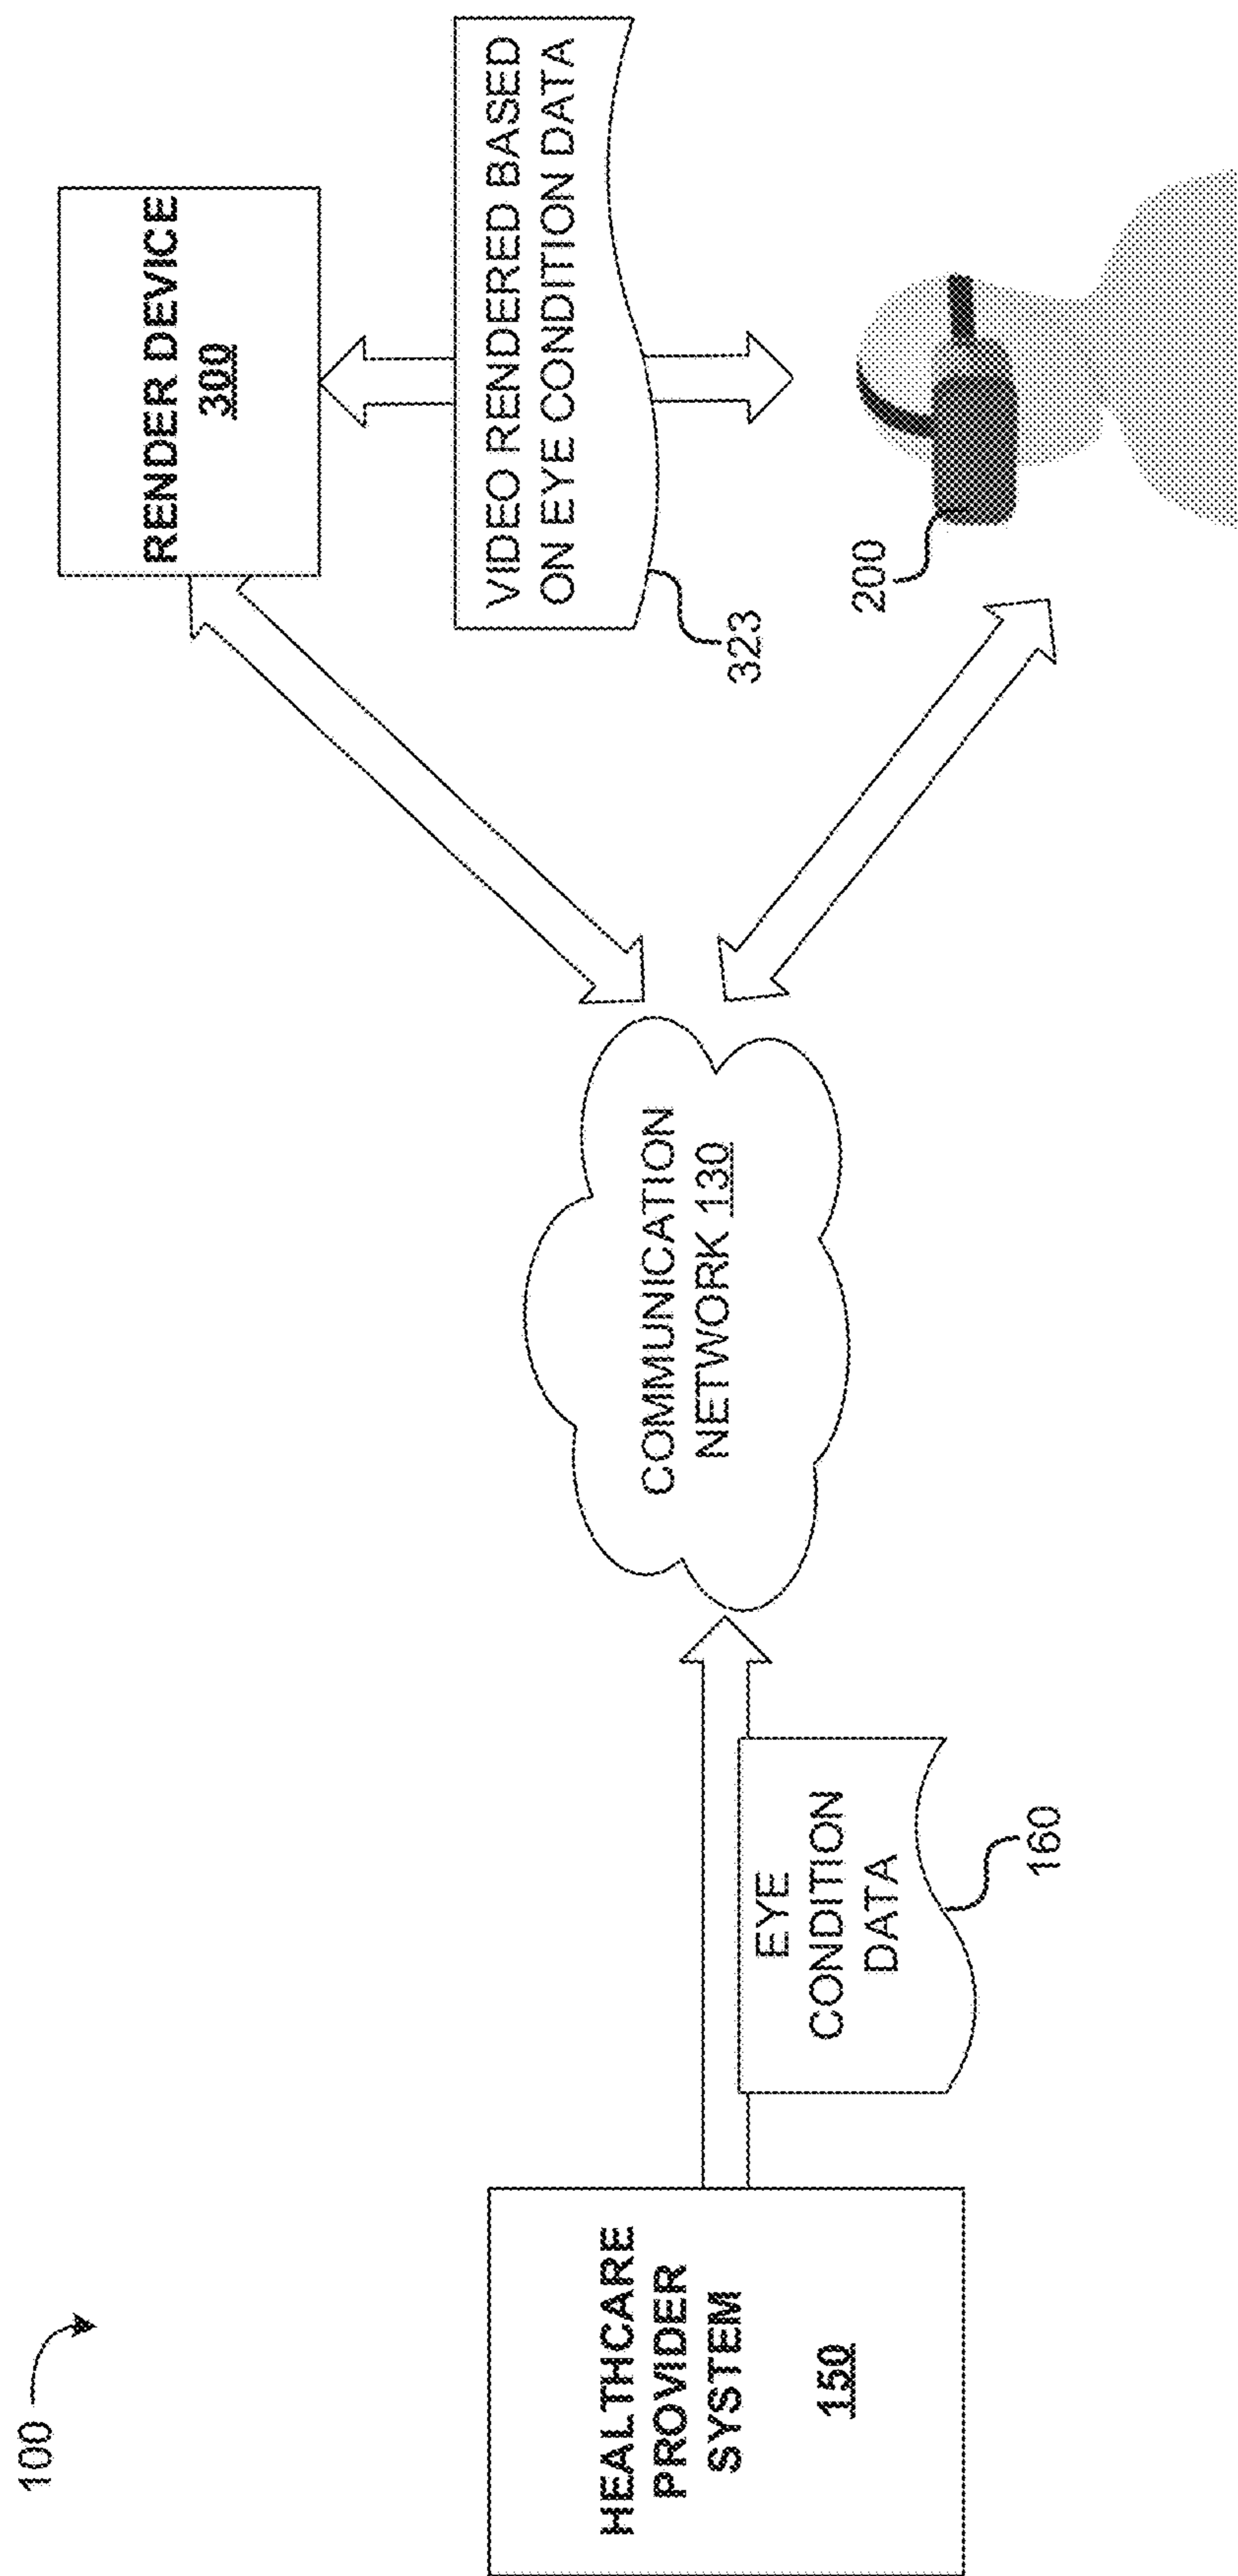 100
HEALTHCARE
PROVIDER
SYSTEM
150
EYE
CONDITION
DATA
160
COMMUNICATION
NETWORK 130
RENDER DEVICE
300
VIDEO RENDERED BASED
ON EYE CONDITION DATA
323
200